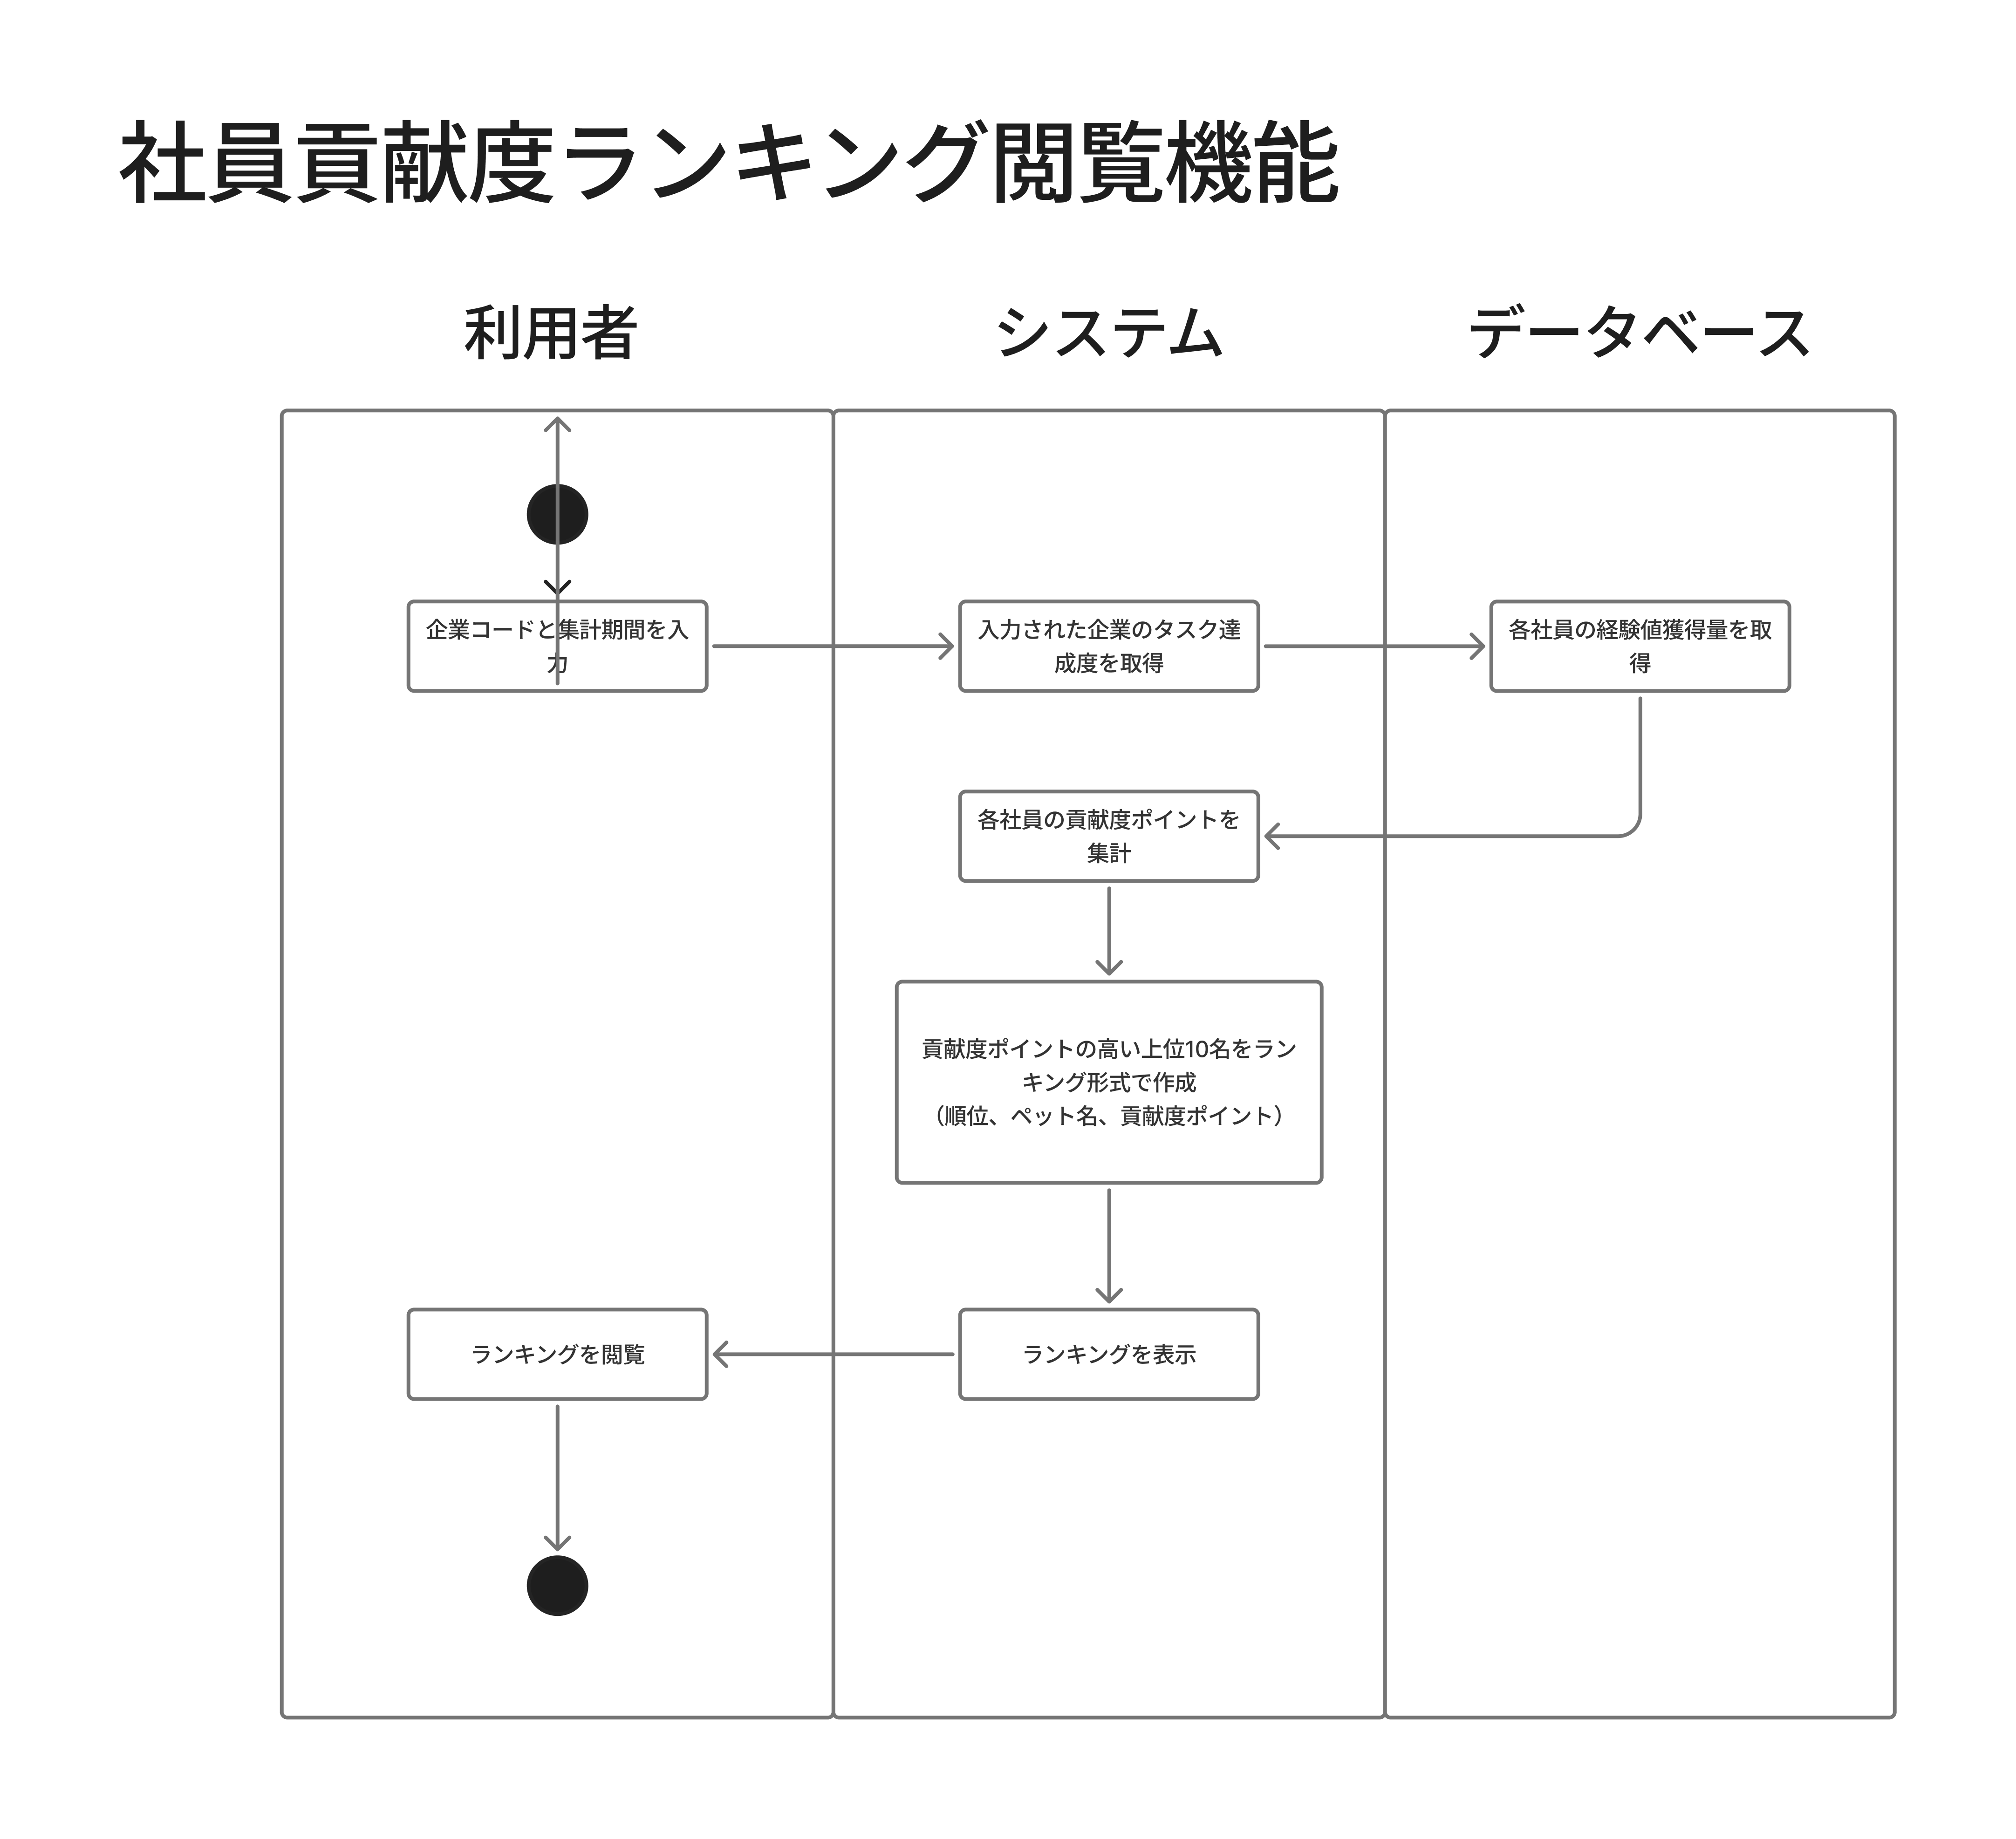 社員貢献度ランキング閲覧機能
利用者
システム
データベース
企業コードと集計期間を入
力
入力された企業のタスク達
成度を取得
各社員の経験値獲得量を取
得
各社員の貢献度ポイントを
集計
貢献度ポイントの高い上位10名をラン
キング形式で作成
（順位、ペット名、貢献度ポイント）
ランキングを閲覧
ランキングを表示